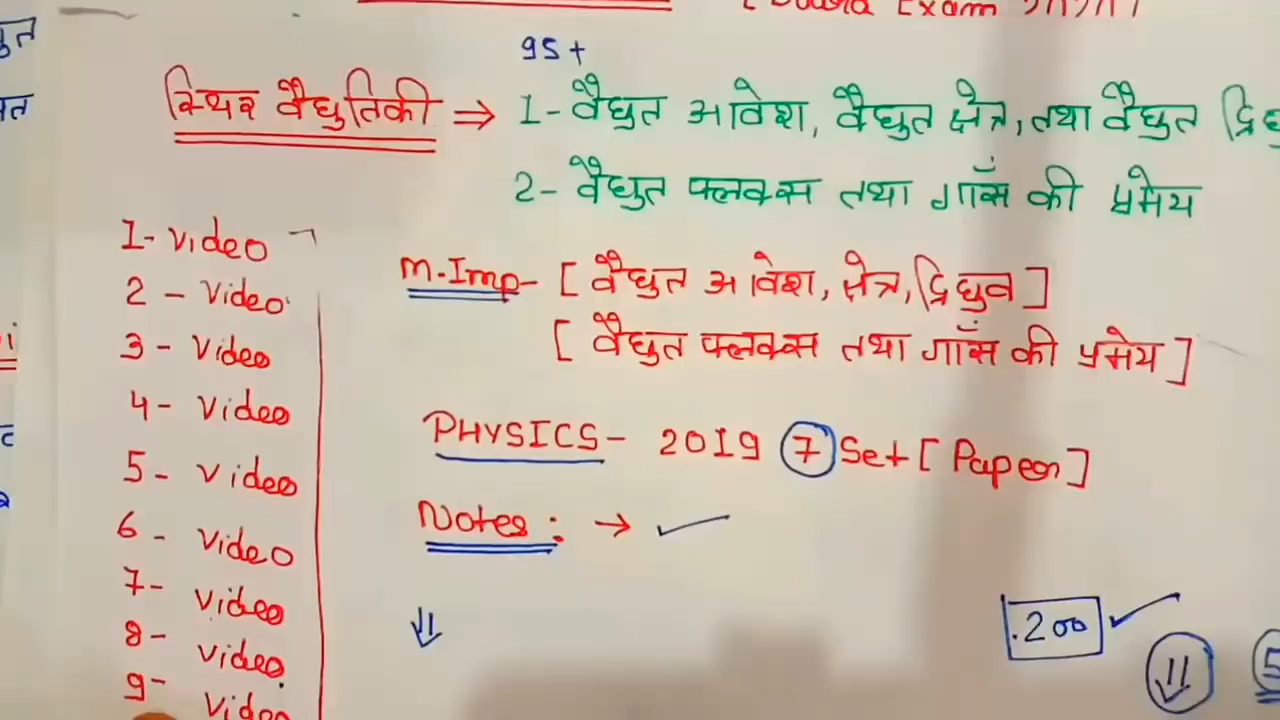 Exam
95+
स्थिर वैद्युतिकी ⇒ 1- वैद्युत आवेश, वैद्युत क्षेत्र, तथा वैद्युत
2- वैद्युत फ्लक्स तथा गॉस की प्रमेय
M.Imp- [ वैद्युत आवेश, क्षेत्र, द्विध्रुव ]
[ वैद्युत फ्लक्स तथा गॉस की प्रमेय ]
1- Video
2 - Video
3 - Video
4 - Video
5 - Video
6 - Video
7- Video
8- Video
9- Video
PHYSICS- 2019 7 Set [ Paper ]
Notes: → ✓
⇓
.200 ✓
⇓ 5